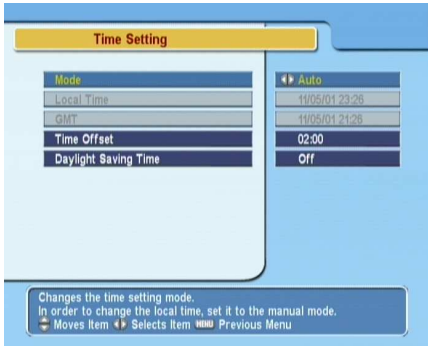 Time Setting
Mode Auto
Local Time 11/05/01 23:26
GMT 11/05/01 21:26
Time Offset 02:00
Daylight Saving Time Off
Changes the time setting mode.
In order to change the local time, set it to the manual mode.
Moves Item Selects Item MENU Previous Menu